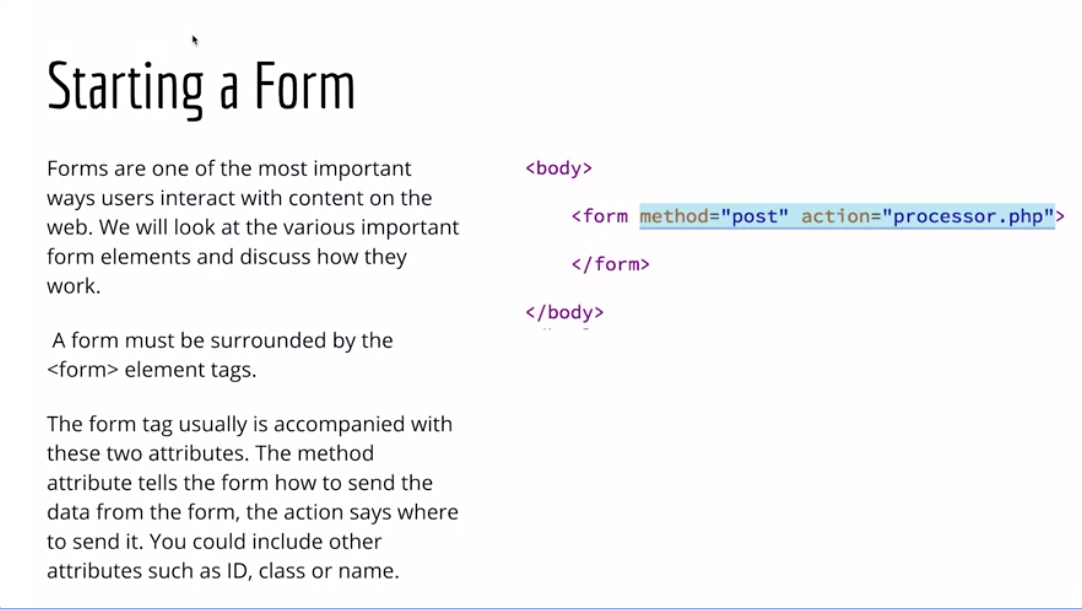 Starting a Form
Forms are one of the most important
ways users interact with content on the
web. We will look at the various important
form elements and discuss how they
work.
A form must be surrounded by the
<form> element tags.
The form tag usually is accompanied with
these two attributes. The method
attribute tells the form how to send the
data from the form, the action says where
to send it. You could include other
attributes such as ID, class or name.
<body>
<form method="post" action="processor.php">
</form>
</body>